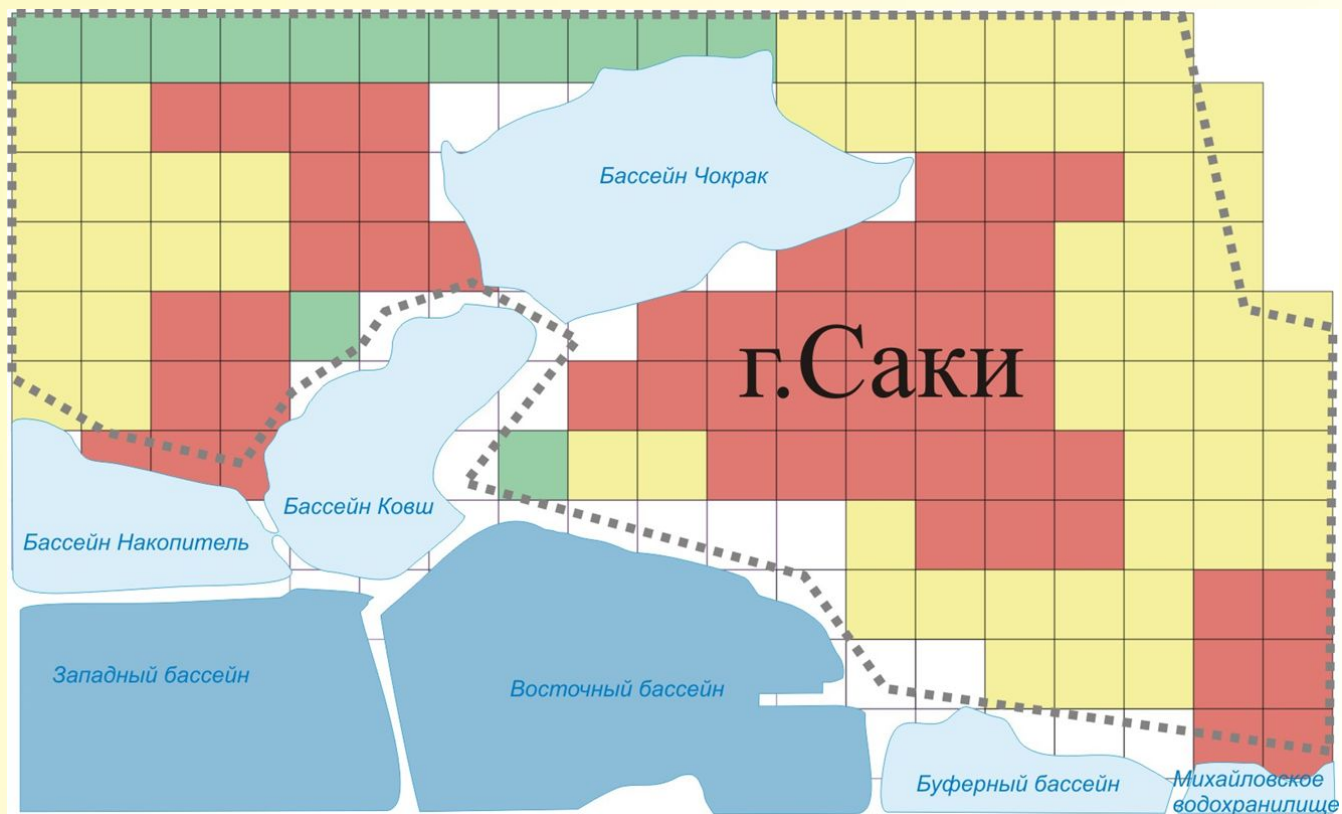 Бассейн Чокрак
г.Саки
Бассейн Ковш
Бассейн Накопитель
Западный бассейн
Восточный бассейн
Буферный бассейн
Михайловское
водохранилище